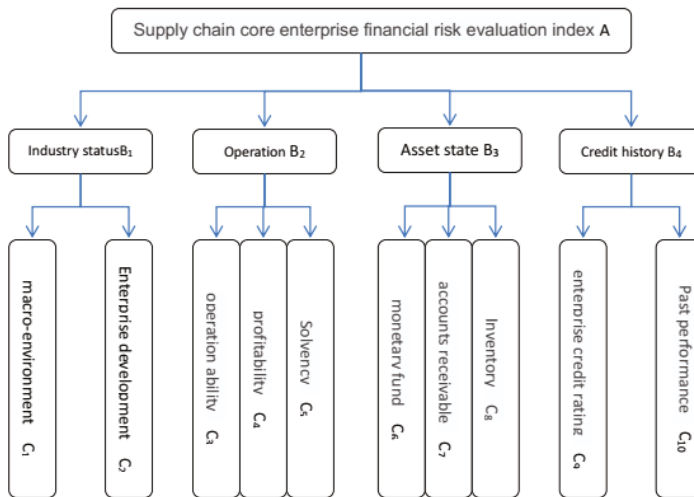 Supply chain core enterprise financial risk evaluation index A
Industry statusB₁
Operation B₂
Asset state B₃
Credit history B₄
macro-environment C₁
Enterprise development C₂
operation ability C₃
profitability C₄
Solvency C₅
monetary fund C₆
accounts receivable C₇
Inventory C₈
enterprise credit rating C₉
Past performance C₁₀